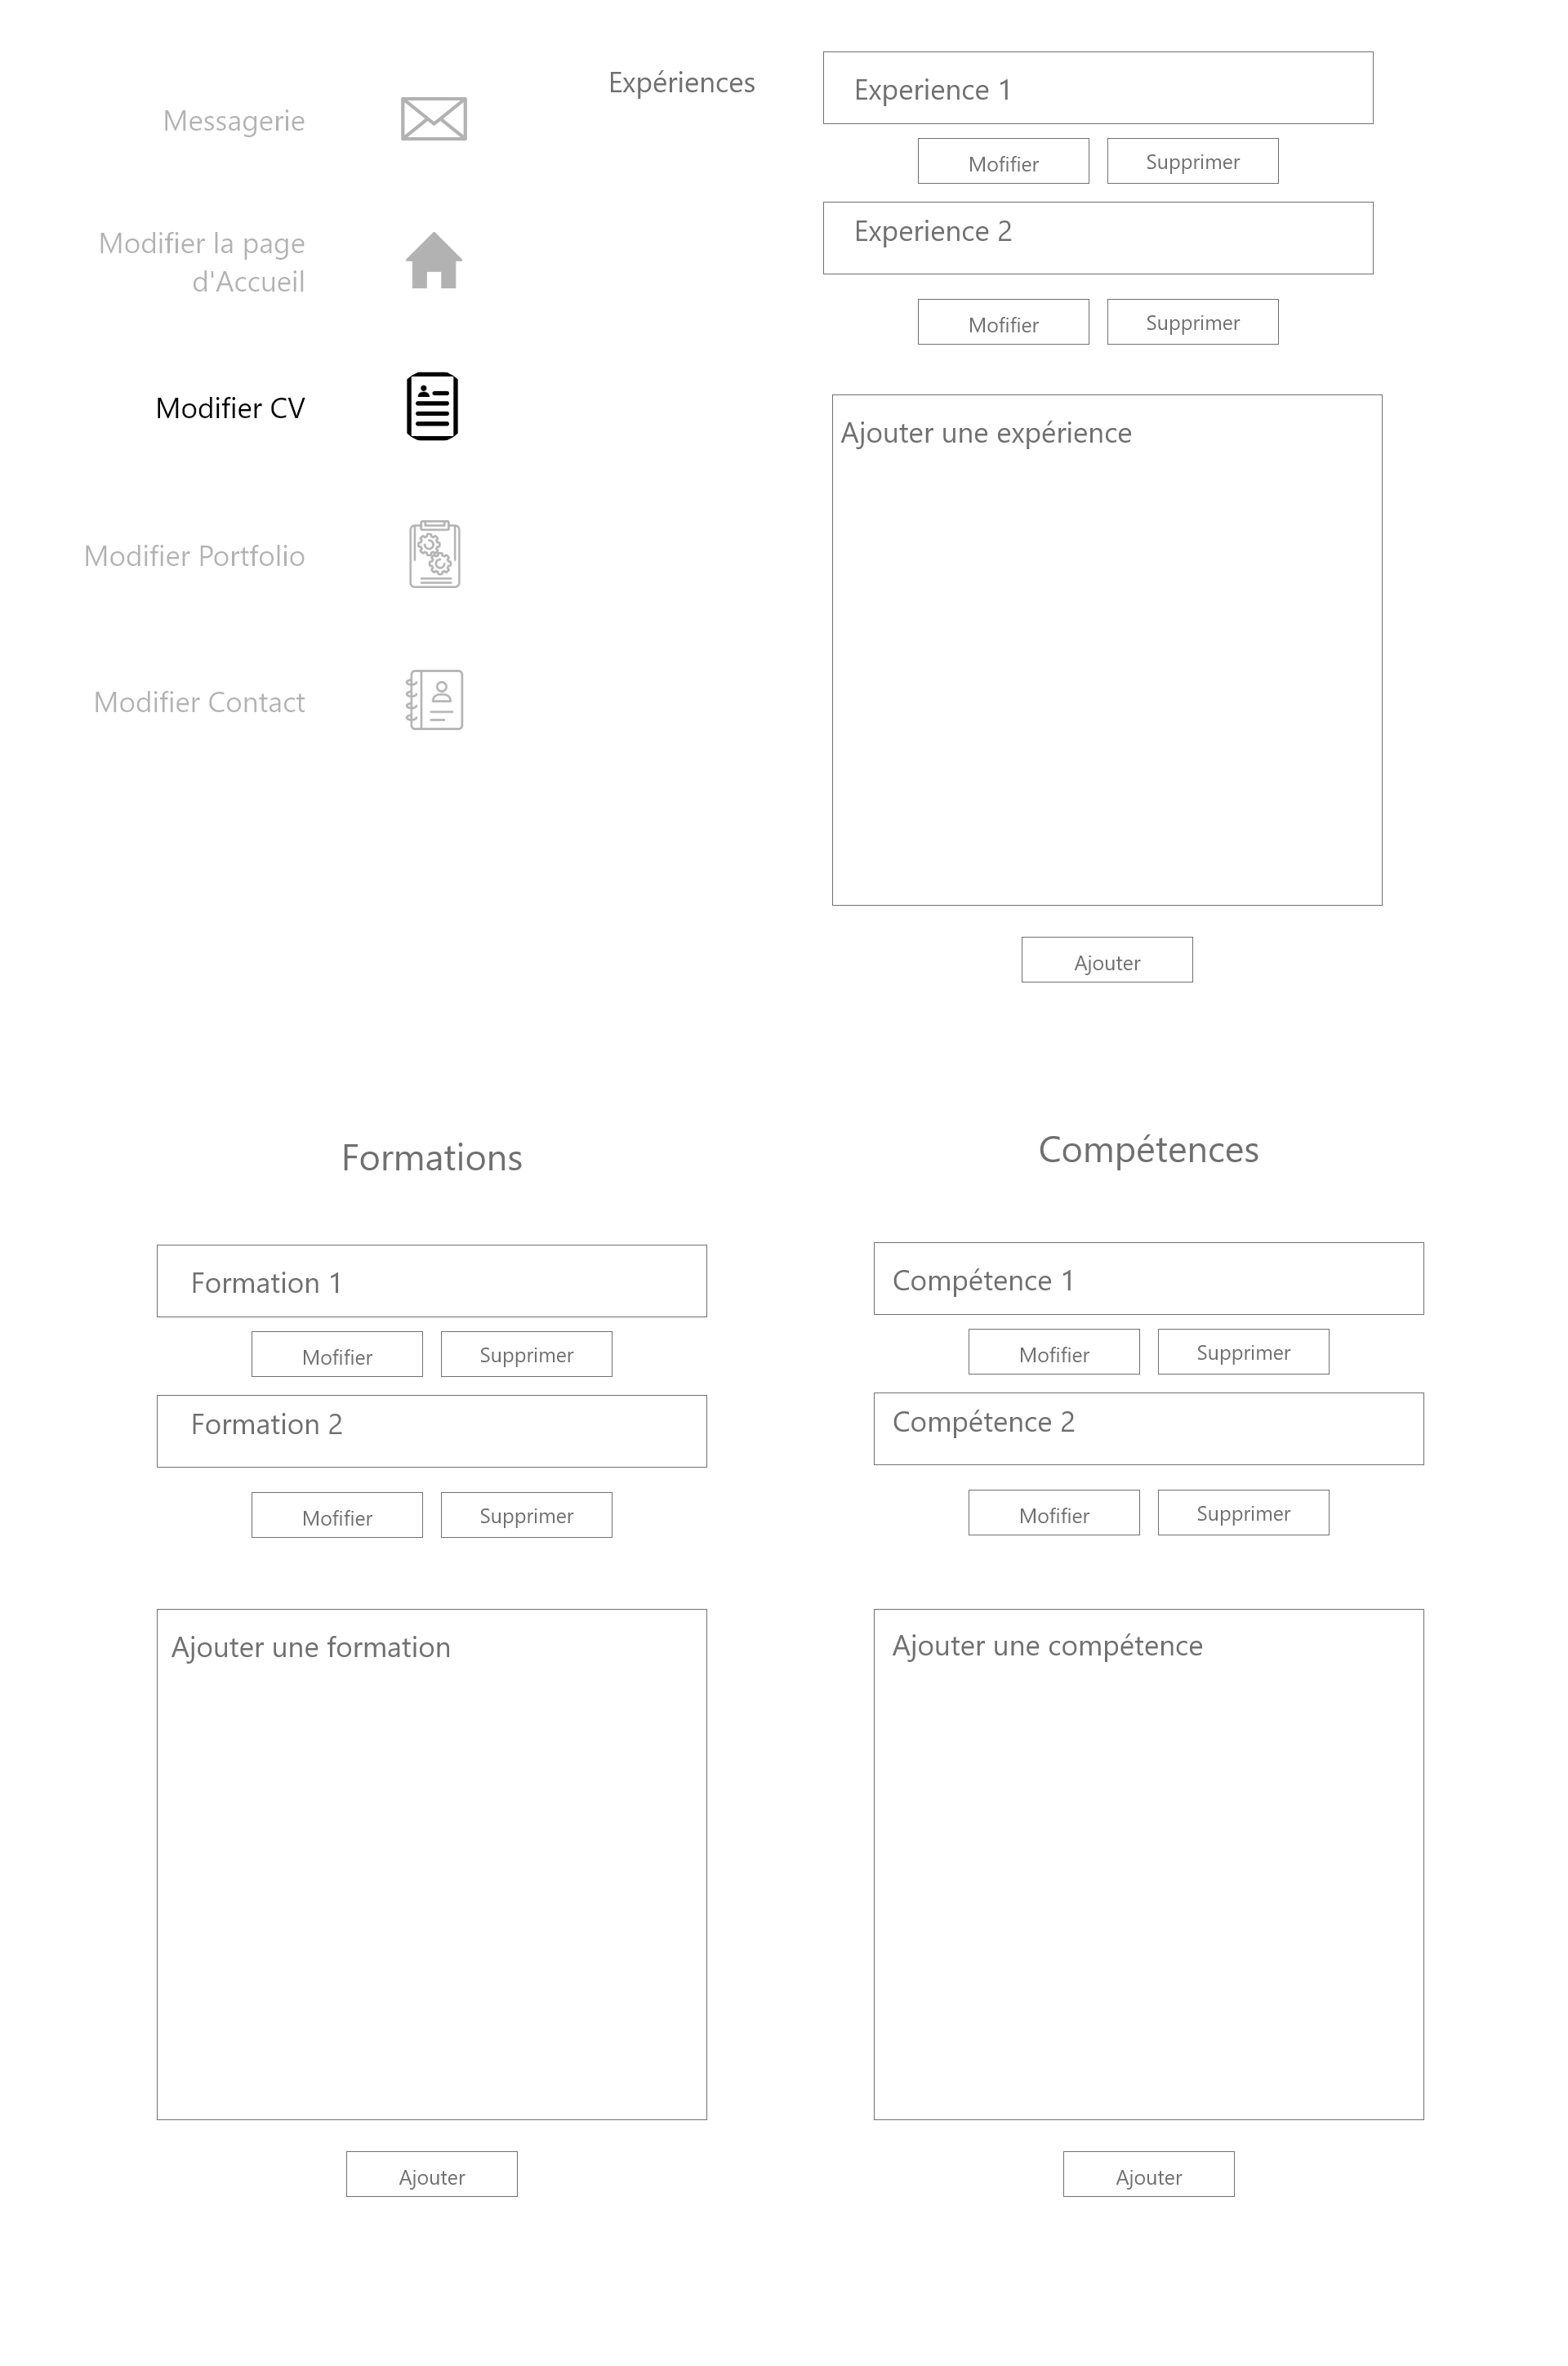 Messagerie
Modifier la page
d'Accueil
Modifier CV
Modifier Portfolio
Modifier Contact
Expériences
Experience 1
Mofifier
Supprimer
Experience 2
Mofifier
Supprimer
Ajouter une expérience
Ajouter
Formations
Formation 1
Mofifier
Supprimer
Formation 2
Mofifier
Supprimer
Ajouter une formation
Ajouter
Compétences
Compétence 1
Mofifier
Supprimer
Compétence 2
Mofifier
Supprimer
Ajouter une compétence
Ajouter